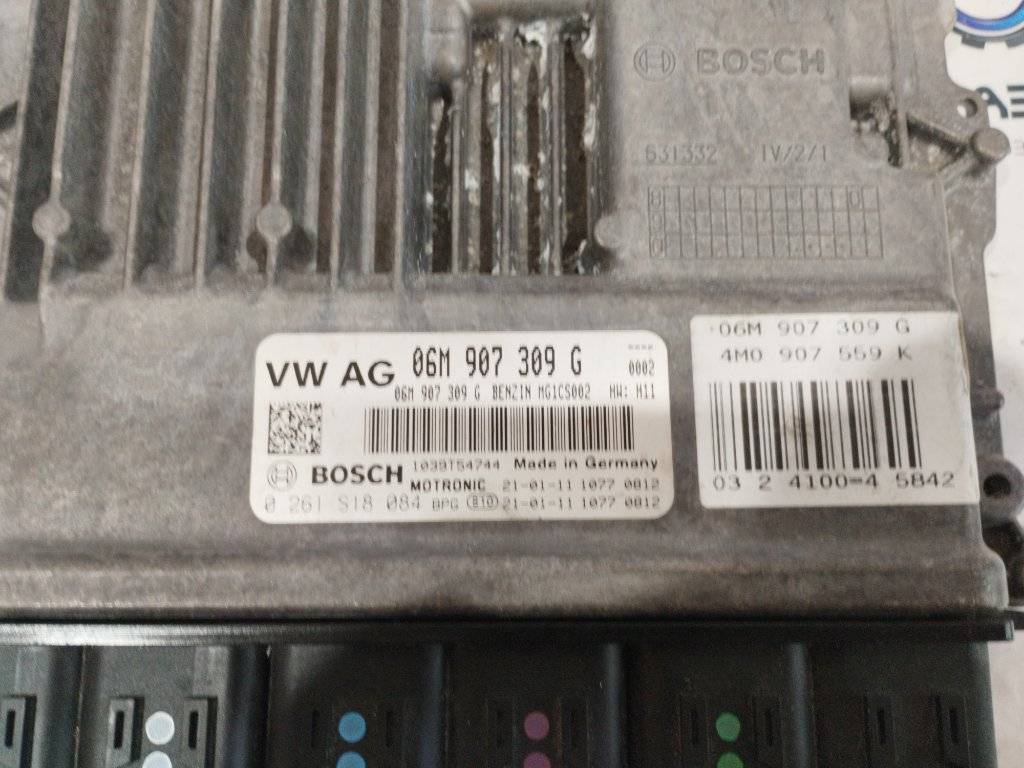 BOSCH
631332 IV/2/1
VW AG 06M 907 309 G 0002
06M 907 309 G BENZIN MG1CS002 HW: H11
BOSCH 1039T54744 Made in Germany
MOTRONIC 21-01-11 1077 0812
0 261 S18 084 BPG B10 21-01-11 1077 0812
06M 907 309 G
4M0 907 559 K
03 2 4100=4 5842